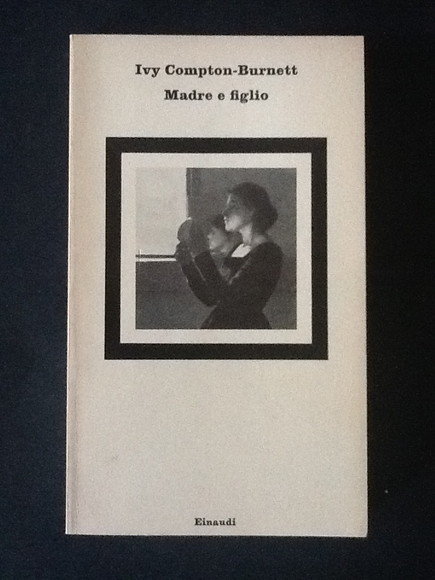 Ivy Compton-Burnett
Madre e figlio
Einaudi